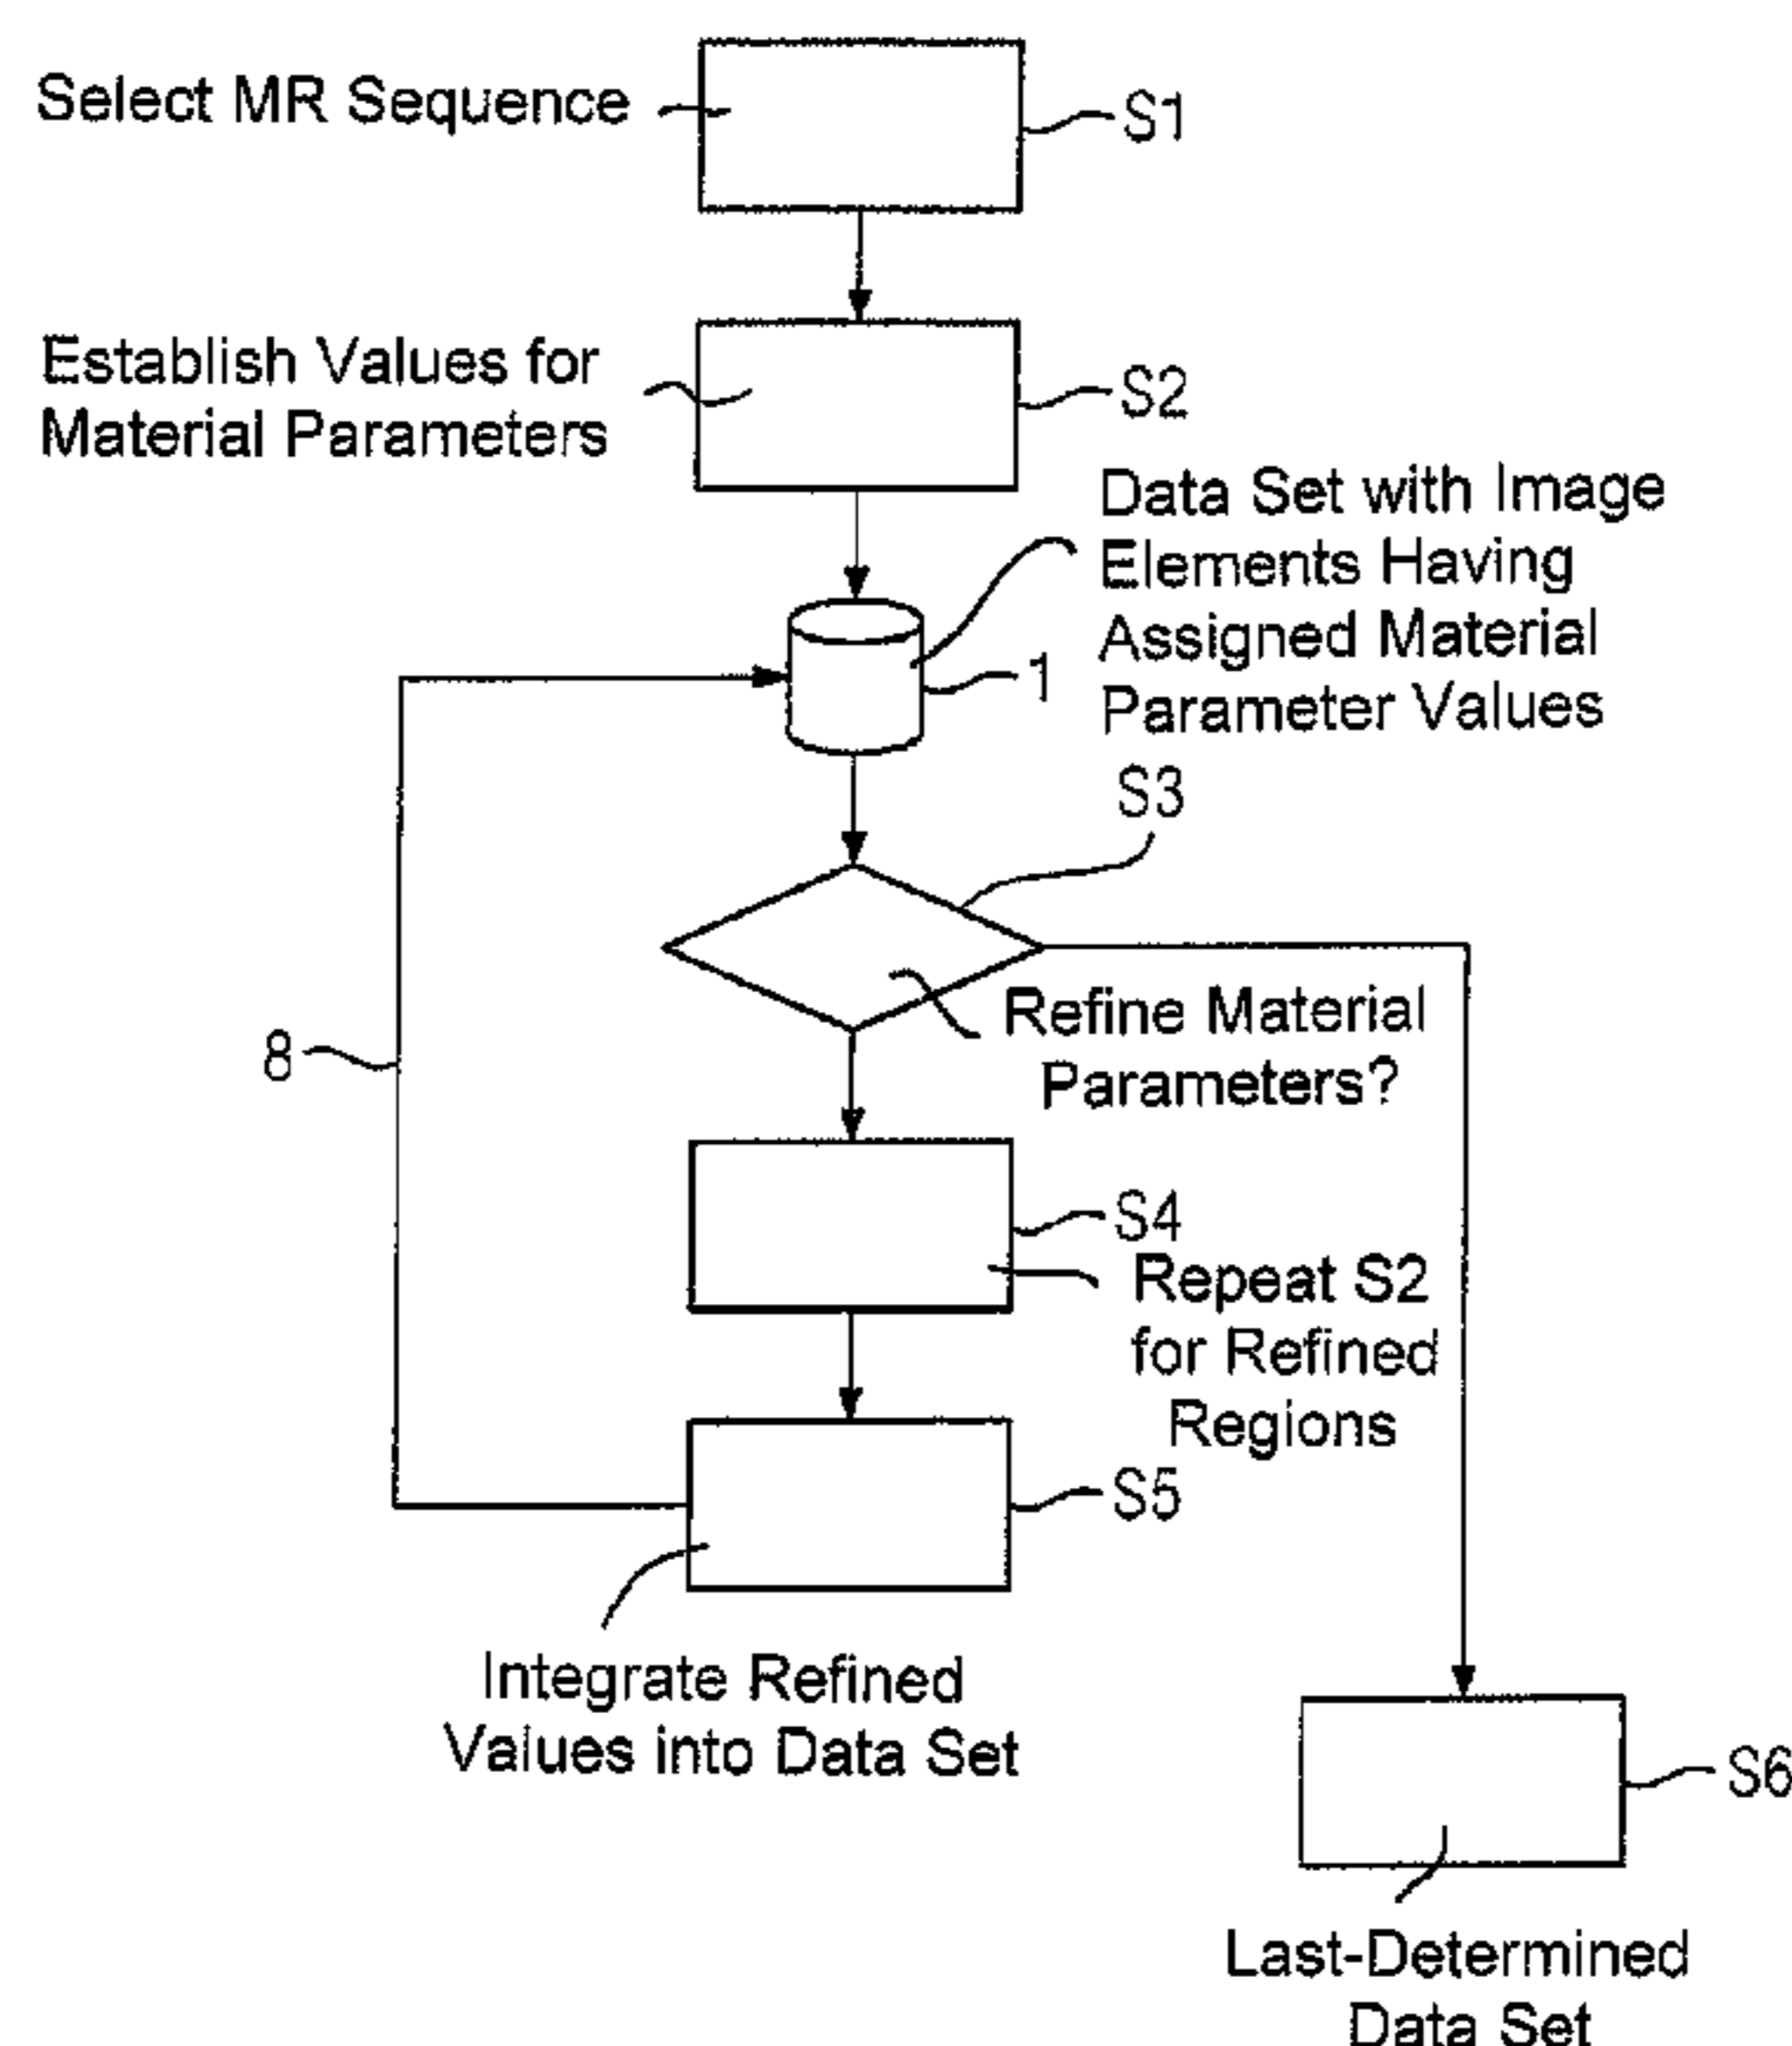 Select MR Sequence
S1
Establish Values for
Material Parameters
S2
Data Set with Image
Elements Having
Assigned Material
Parameter Values
1
S3
Refine Material
Parameters?
8
S4
Repeat S2
for Refined
Regions
S5
Integrate Refined
Values into Data Set
S6
Last-Determined
Data Set